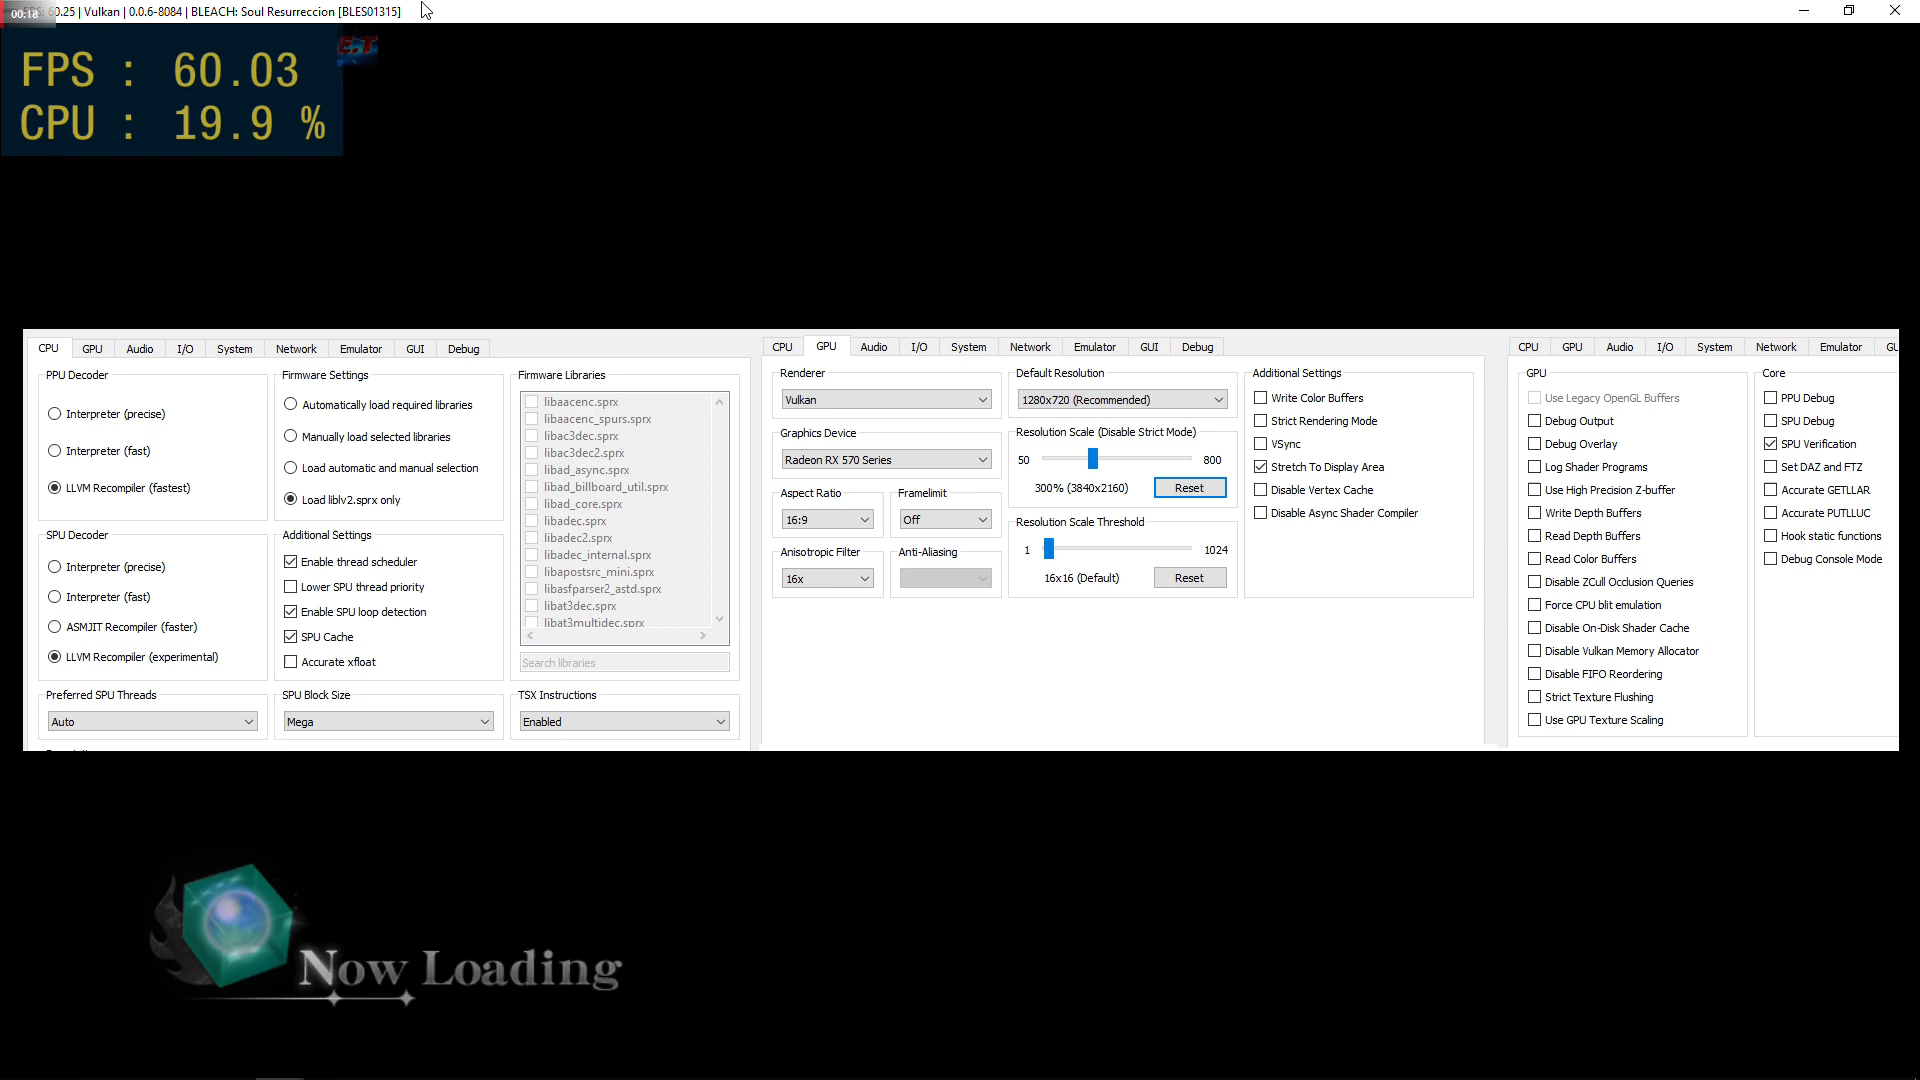 60.25 | Vulkan | 0.0.6-8084 | BLEACH: Soul Resurreccion [BLES01315]
00:18
FPS : 60.03
CPU : 19.9 %
CPU GPU Audio I/O System Network Emulator GUI Debug
PPU Decoder
Interpreter (precise)
Interpreter (fast)
LLVM Recompiler (fastest)
SPU Decoder
Interpreter (precise)
Interpreter (fast)
ASMJIT Recompiler (faster)
LLVM Recompiler (experimental)
Preferred SPU Threads
Auto
Firmware Settings
Automatically load required libraries
Manually load selected libraries
Load automatic and manual selection
Load liblv2.sprx only
Additional Settings
Enable thread scheduler
Lower SPU thread priority
Enable SPU loop detection
SPU Cache
Accurate xfloat
SPU Block Size
Mega
Firmware Libraries
libaacenc.sprx
libaacenc_spurs.sprx
libac3dec.sprx
libac3dec2.sprx
libad_async.sprx
libad_billboard_util.sprx
libad_core.sprx
libadec.sprx
libadec2.sprx
libadec_internal.sprx
libapostsrc_mini.sprx
libasfparser2_astd.sprx
libat3dec.sprx
libat3multidec.sprx
Search libraries
TSX Instructions
Enabled
CPU GPU Audio I/O System Network Emulator GUI Debug
Renderer
Vulkan
Graphics Device
Radeon RX 570 Series
Aspect Ratio
16:9
Framelimit
Off
Anisotropic Filter
16x
Anti-Aliasing
Default Resolution
1280x720 (Recommended)
Resolution Scale (Disable Strict Mode)
50 800
300% (3840x2160) Reset
Resolution Scale Threshold
1 1024
16x16 (Default) Reset
Additional Settings
Write Color Buffers
Strict Rendering Mode
VSync
Stretch To Display Area
Disable Vertex Cache
Disable Async Shader Compiler
CPU GPU Audio I/O System Network Emulator GU
GPU
Use Legacy OpenGL Buffers
Debug Output
Debug Overlay
Log Shader Programs
Use High Precision Z-buffer
Write Depth Buffers
Read Depth Buffers
Read Color Buffers
Disable ZCull Occlusion Queries
Force CPU blit emulation
Disable On-Disk Shader Cache
Disable Vulkan Memory Allocator
Disable FIFO Reordering
Strict Texture Flushing
Use GPU Texture Scaling
Core
PPU Debug
SPU Debug
SPU Verification
Set DAZ and FTZ
Accurate GETLLAR
Accurate PUTLLUC
Hook static functions
Debug Console Mode
Now Loading